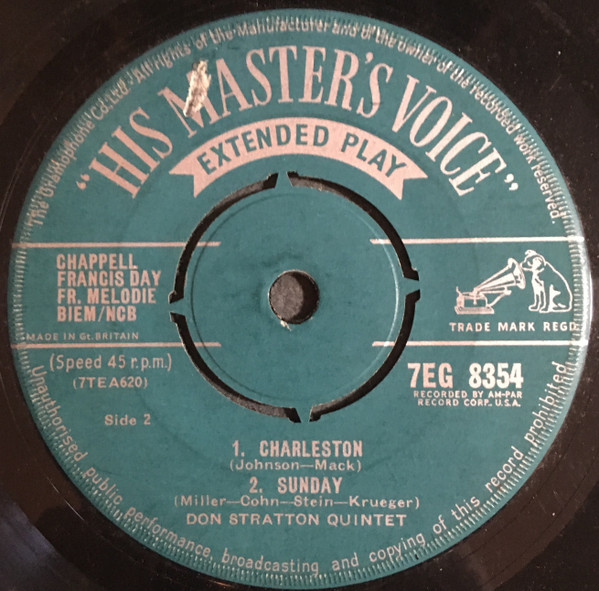 The Gramophone Co. Ltd. All rights of the Manufacturer and of the owner of the recorded work reserved.
"HIS MASTER'S VOICE"
EXTENDED PLAY
CHAPPELL
FRANCIS DAY
FR. MELODIE
BIEM/NCB
TRADE MARK REGD.
MADE IN Gt. BRITAIN
(Speed 45 r.p.m.)
(7TEA620)
7EG 8354
RECORDED BY AM-PAR
RECORD CORP., U.S.A.
Side 2
1. CHARLESTON
(Johnson—Mack)
2. SUNDAY
(Miller—Cohn—Stein—Krueger)
DON STRATTON QUINTET
Unauthorised public performance, broadcasting and copying of this record prohibited